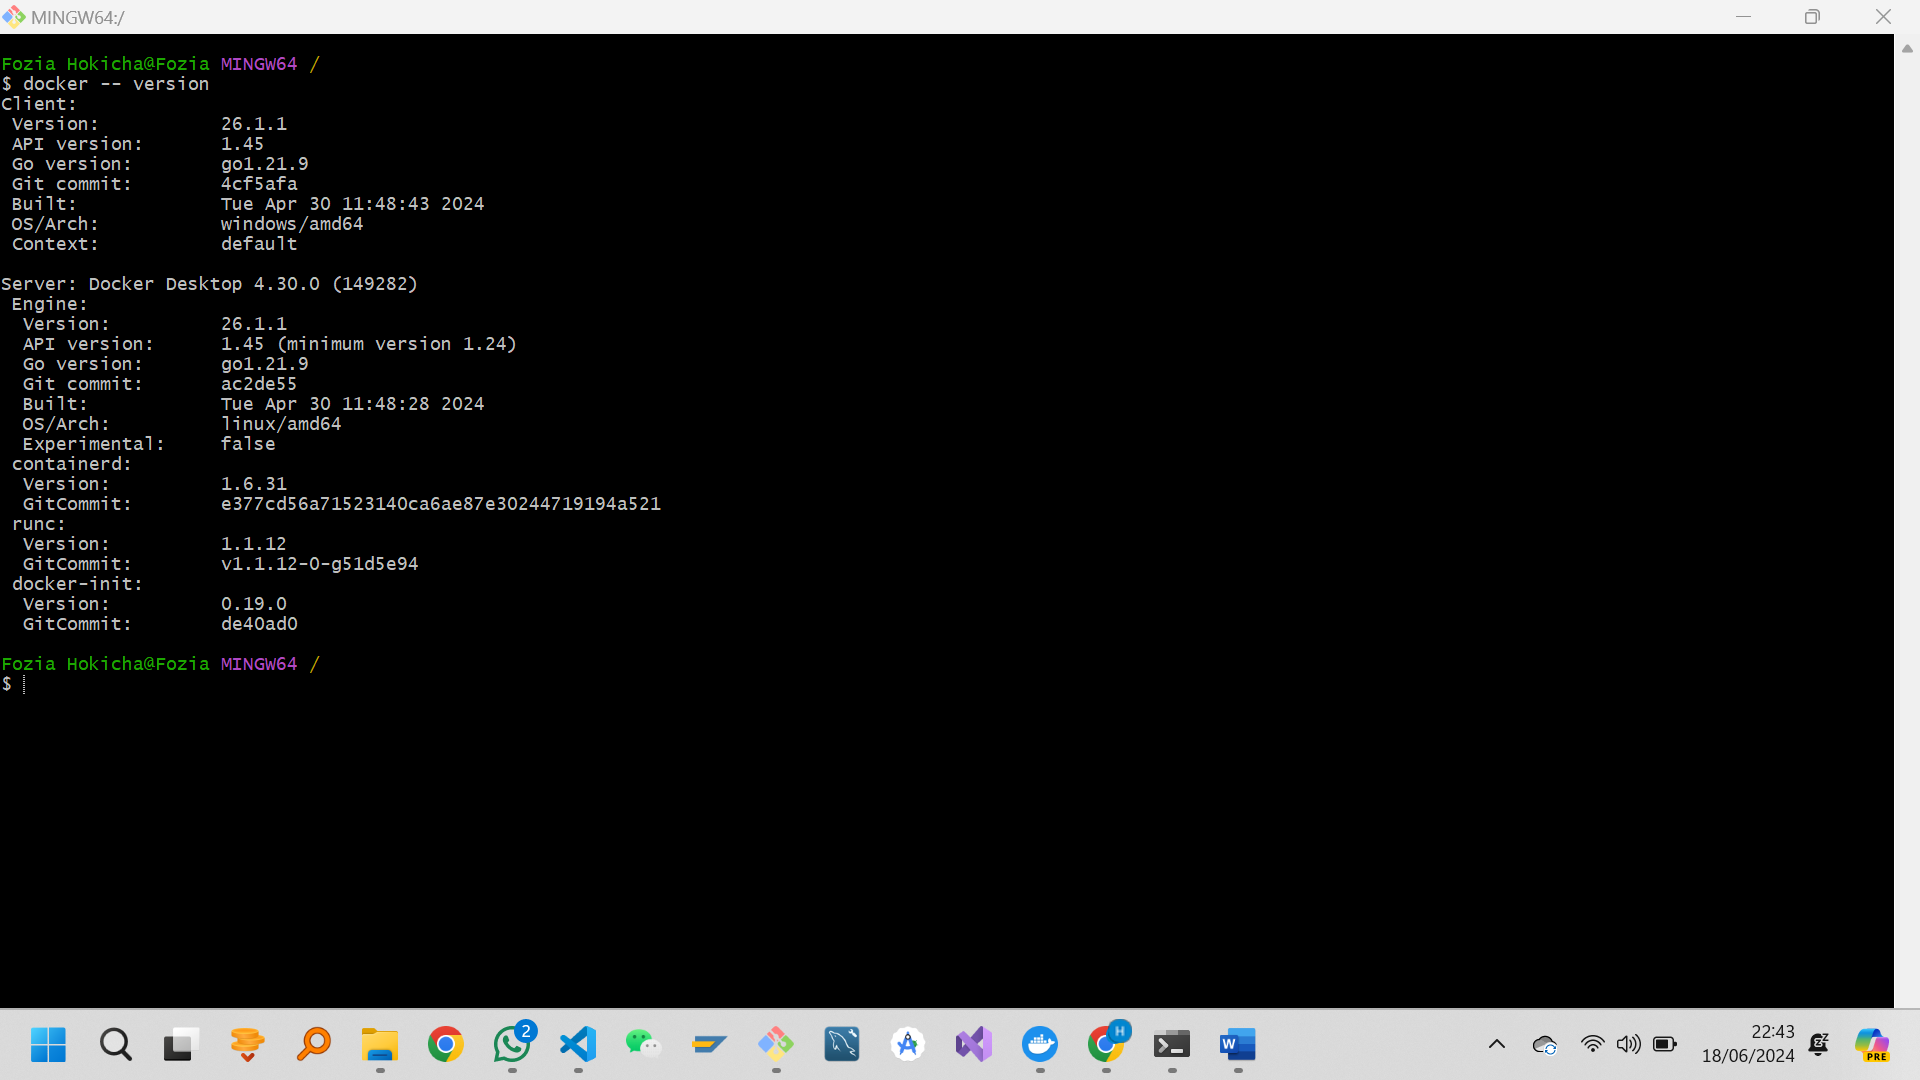 MINGW64:/
Fozia Hokicha@Fozia MINGW64 /
$ docker -- version
Client:
 Version:           26.1.1
 API version:       1.45
 Go version:        go1.21.9
 Git commit:        4cf5afa
 Built:             Tue Apr 30 11:48:43 2024
 OS/Arch:           windows/amd64
 Context:           default
Server: Docker Desktop 4.30.0 (149282)
 Engine:
  Version:          26.1.1
  API version:      1.45 (minimum version 1.24)
  Go version:       go1.21.9
  Git commit:       ac2de55
  Built:            Tue Apr 30 11:48:28 2024
  OS/Arch:          linux/amd64
  Experimental:     false
 containerd:
  Version:          1.6.31
  GitCommit:        e377cd56a71523140ca6ae87e30244719194a521
 runc:
  Version:          1.1.12
  GitCommit:        v1.1.12-0-g51d5e94
 docker-init:
  Version:          0.19.0
  GitCommit:        de40ad0
Fozia Hokicha@Fozia MINGW64 /
$
2
H
W
22:43
18/06/2024
PRE